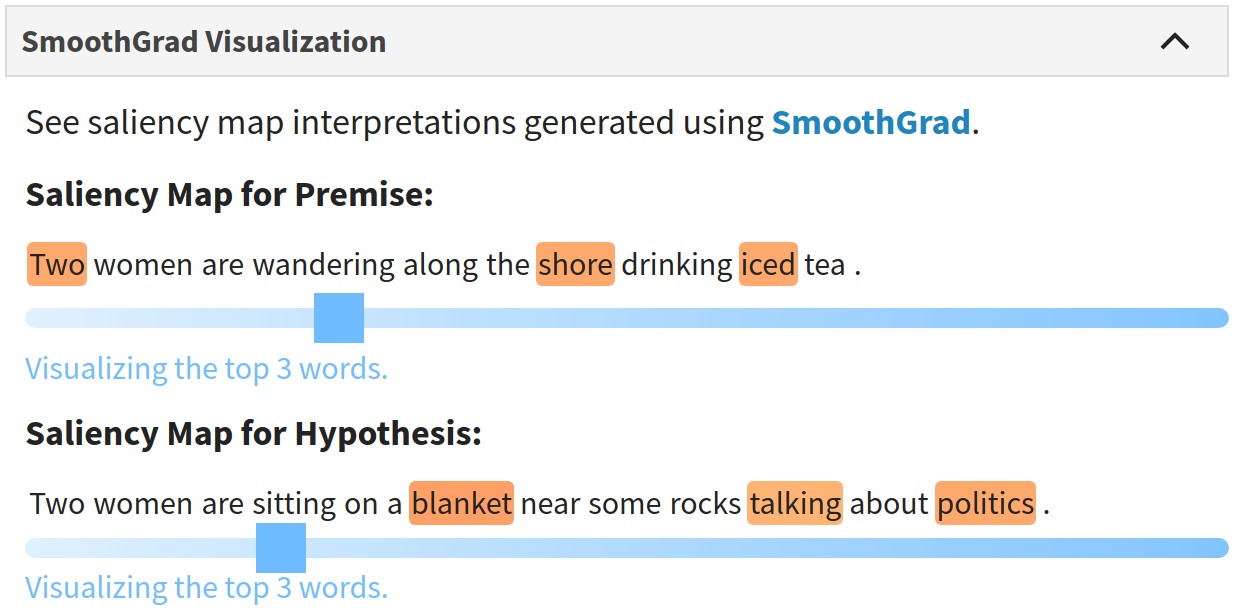 SmoothGrad Visualization
See saliency map interpretations generated using SmoothGrad.
Saliency Map for Premise:
Two women are wandering along the shore drinking iced tea .
Visualizing the top 3 words.
Saliency Map for Hypothesis:
Two women are sitting on a blanket near some rocks talking about politics .
Visualizing the top 3 words.